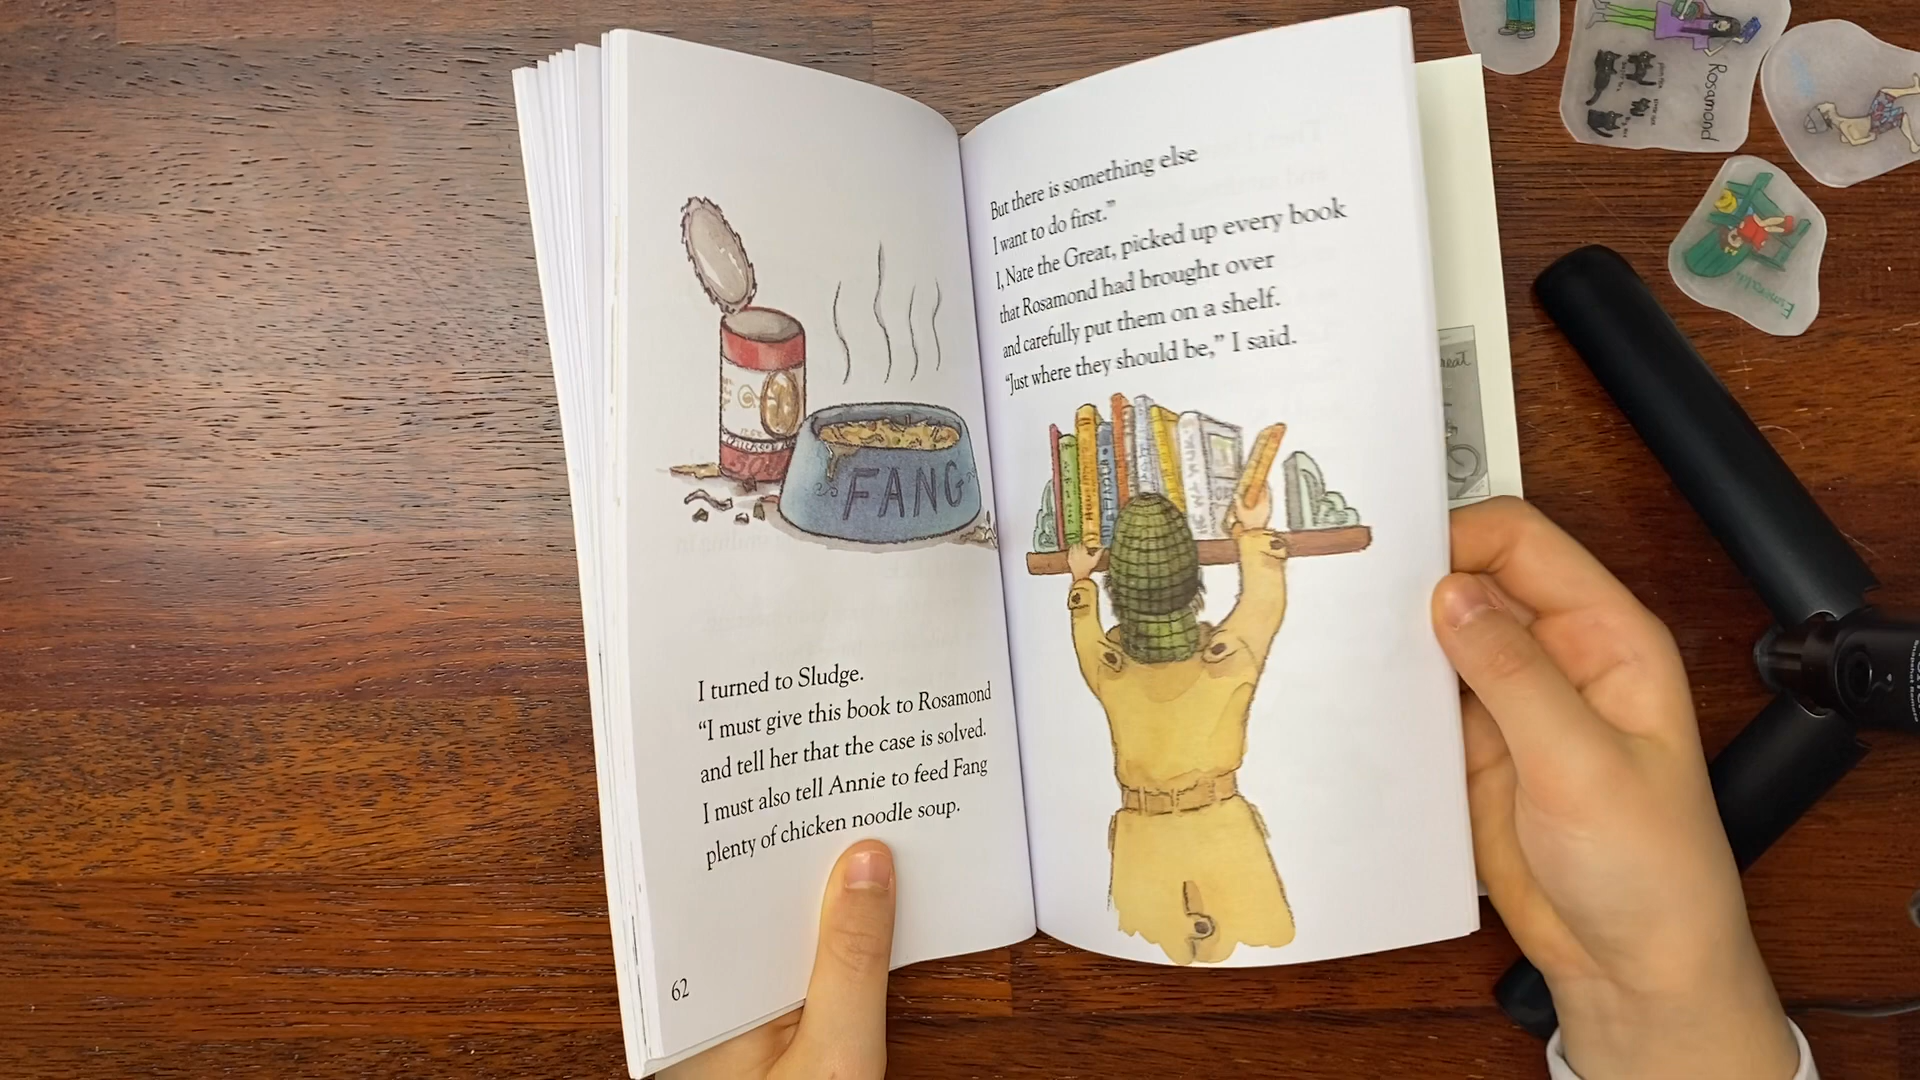 FANG
I turned to Sludge.
“I must give this book to Rosamond
and tell her that the case is solved.
I must also tell Annie to feed Fang
plenty of chicken noodle soup.
62
But there is something else
I want to do first.”
I, Nate the Great, picked up every book
that Rosamond had brought over
and carefully put them on a shelf.
“Just where they should be,” I said.
Rosamond
Esmeralda